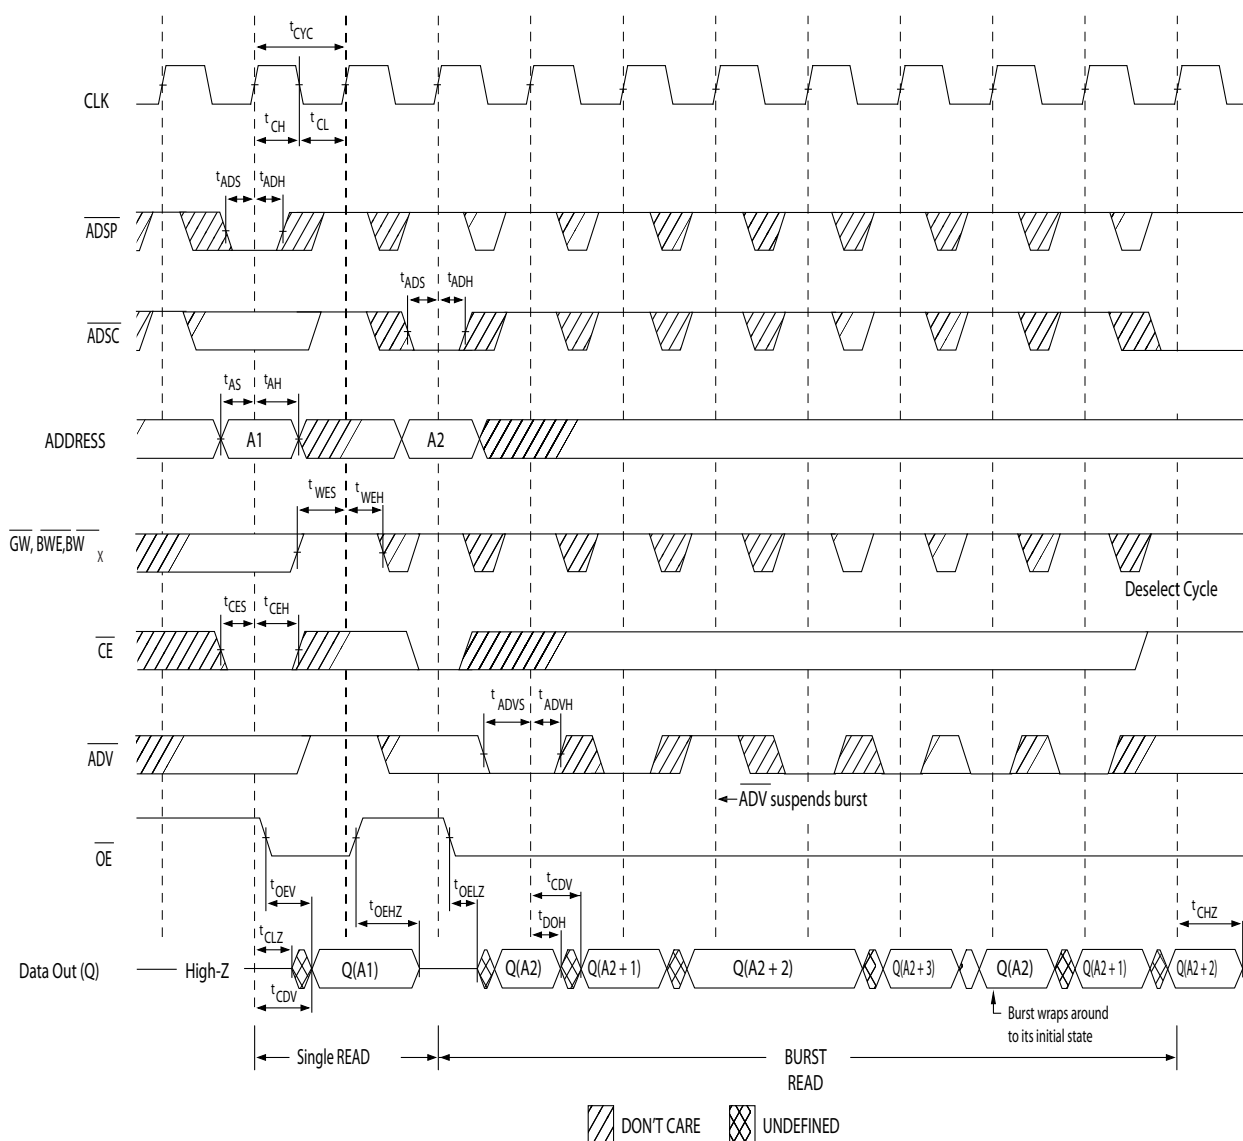 tCYC
CLK
tCH tCL
tADS tADH
ADSP
tADS tADH
ADSC
tAS tAH
ADDRESS A1 A2
tWES tWEH
GW, BWE,BW X
Deselect Cycle
tCES tCEH
CE
tADVS tADVH
ADV
ADV suspends burst
OE
tOEV tOEHZ tOELZ tCDV
tCLZ tDOH tCHZ
Data Out (Q) High-Z Q(A1) Q(A2) Q(A2 + 1) Q(A2 + 2) Q(A2 + 3) Q(A2) Q(A2 + 1) Q(A2 + 2)
tCDV
Burst wraps around
to its initial state
Single READ BURST
READ
DON'T CARE UNDEFINED